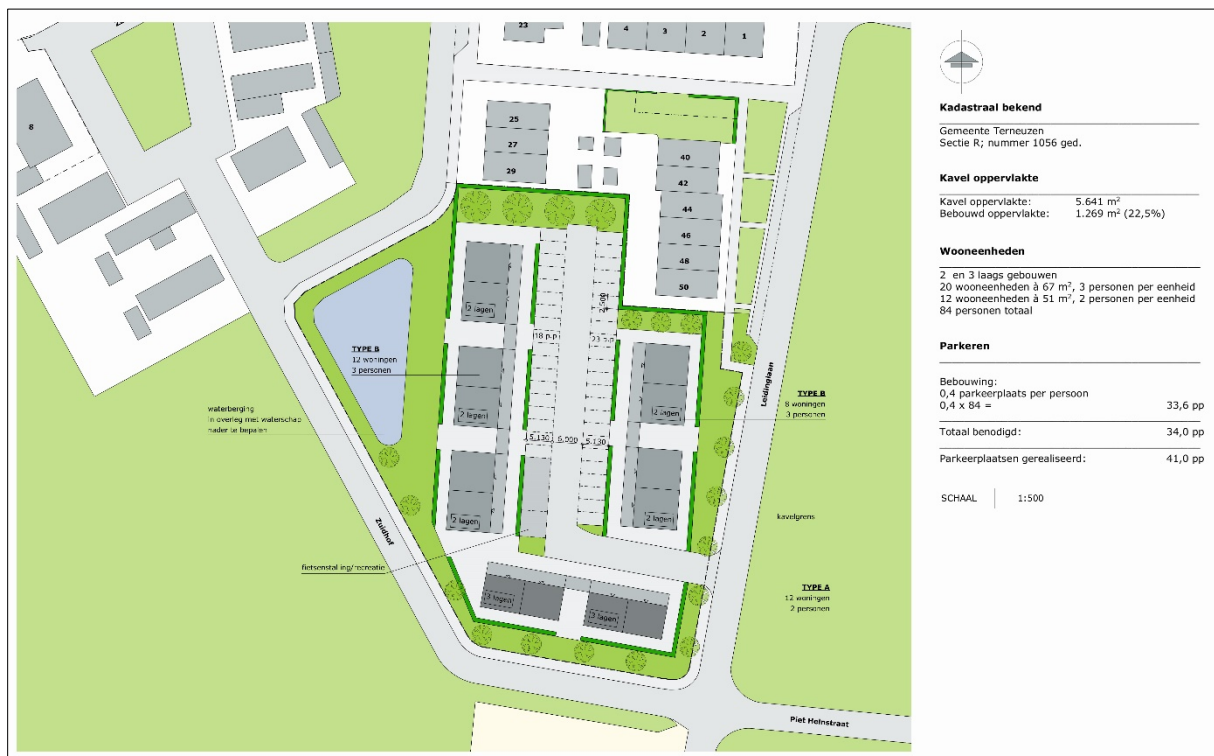 23
4
3
2
1
8
25
27
29
40
42
44
46
48
50
2 lagen
2.500
18 p.p
23 p.p
TYPE B
12 woningen
3 personen
2 lagen
2 lagen
TYPE B
8 woningen
3 personen
Leidinglaan
waterberging
in overleg met waterschap
nader te bepalen
5.130
6.000
5.130
2 lagen
2 lagen
kavelgrens
Zuidhof
fietsenstalling/recreatie
TYPE A
12 woningen
2 personen
3 lagen
Piet Heinstraat
Kadastraal bekend
Gemeente Terneuzen
Sectie R; nummer 1056 ged.
Kavel oppervlakte
Kavel oppervlakte: 5.641 m²
Bebouwd oppervlakte: 1.269 m² (22,5%)
Wooneenheden
2 en 3 laags gebouwen
20 wooneenheden à 67 m², 3 personen per eenheid
12 wooneenheden à 51 m², 2 personen per eenheid
84 personen totaal
Parkeren
Bebouwing:
0,4 parkeerplaats per persoon
0,4 x 84 = 33,6 pp
Totaal benodigd: 34,0 pp
Parkeerplaatsen gerealiseerd: 41,0 pp
SCHAAL 1:500